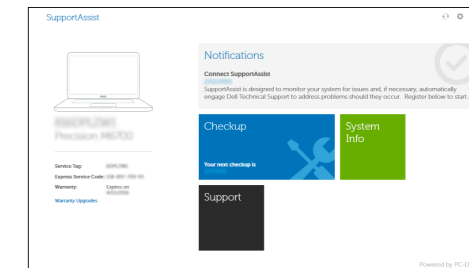 SupportAssist
Notifications
Connect SupportAssist
SupportAssist is designed to monitor your system for issues and, if necessary, automatically
engage Dell Technical Support to address problems should they occur. Register below to start.
Precision M6700
Checkup
Your next checkup is
System
Info
Support
Service Tag:
Express Service Code:
Warranty:
Expires on
Warranty Upgrades
Powered by PC-D